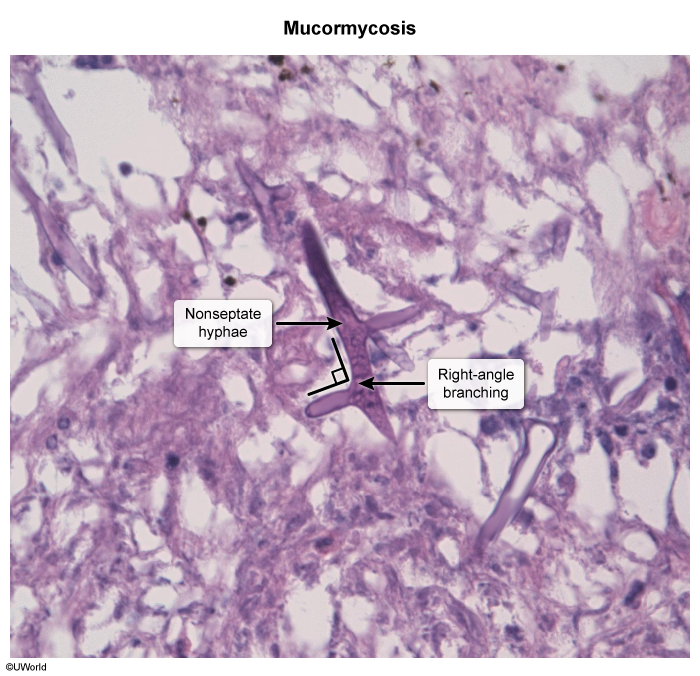 Mucormycosis
Nonseptate
hyphae
Right-angle
branching
©UWorld